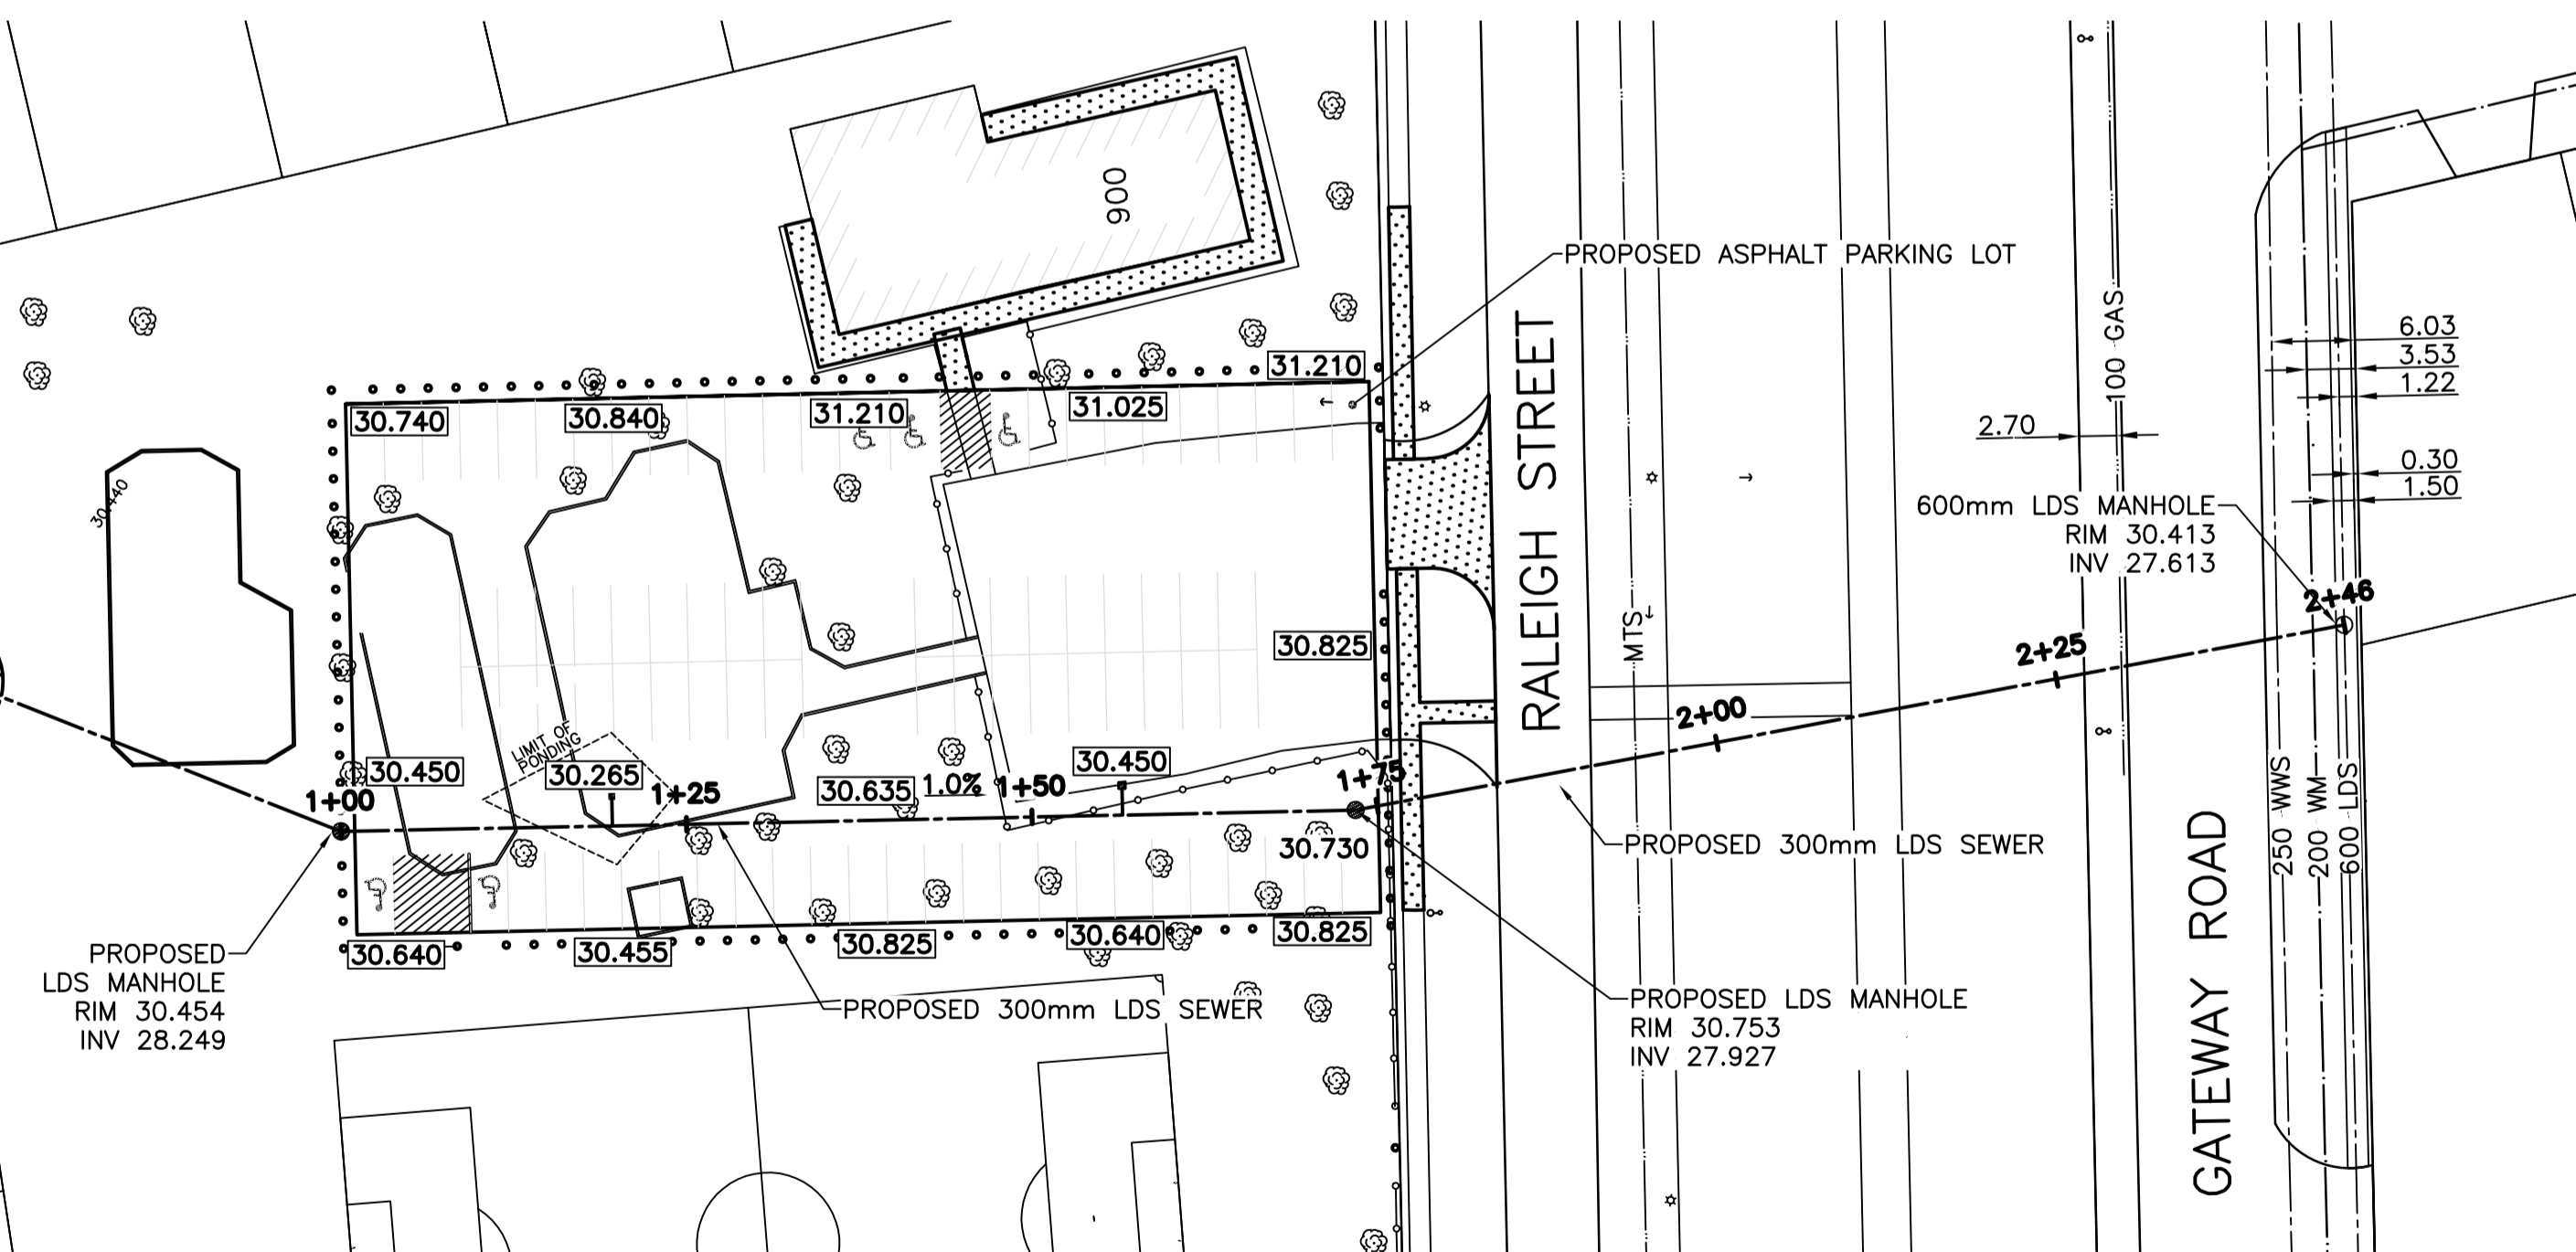 900
PROPOSED ASPHALT PARKING LOT
100 GAS
6.03
3.53
1.22
2.70
0.30
1.50
31.210
30.740
30.840
31.210
31.025
30.440
RALEIGH STREET
600mm LDS MANHOLE
RIM 30.413
INV 27.613
2+46
MTS
30.825
2+25
2+00
LIMIT OF
PONDING
30.450
30.265
30.450
1+00
1+25
30.635
1.0%
1+50
1+75
250 WWS
200 WM
600 LDS
PROPOSED 300mm LDS SEWER
30.730
GATEWAY ROAD
30.640
30.455
30.825
30.640
30.825
PROPOSED
LDS MANHOLE
RIM 30.454
INV 28.249
PROPOSED 300mm LDS SEWER
PROPOSED LDS MANHOLE
RIM 30.753
INV 27.927